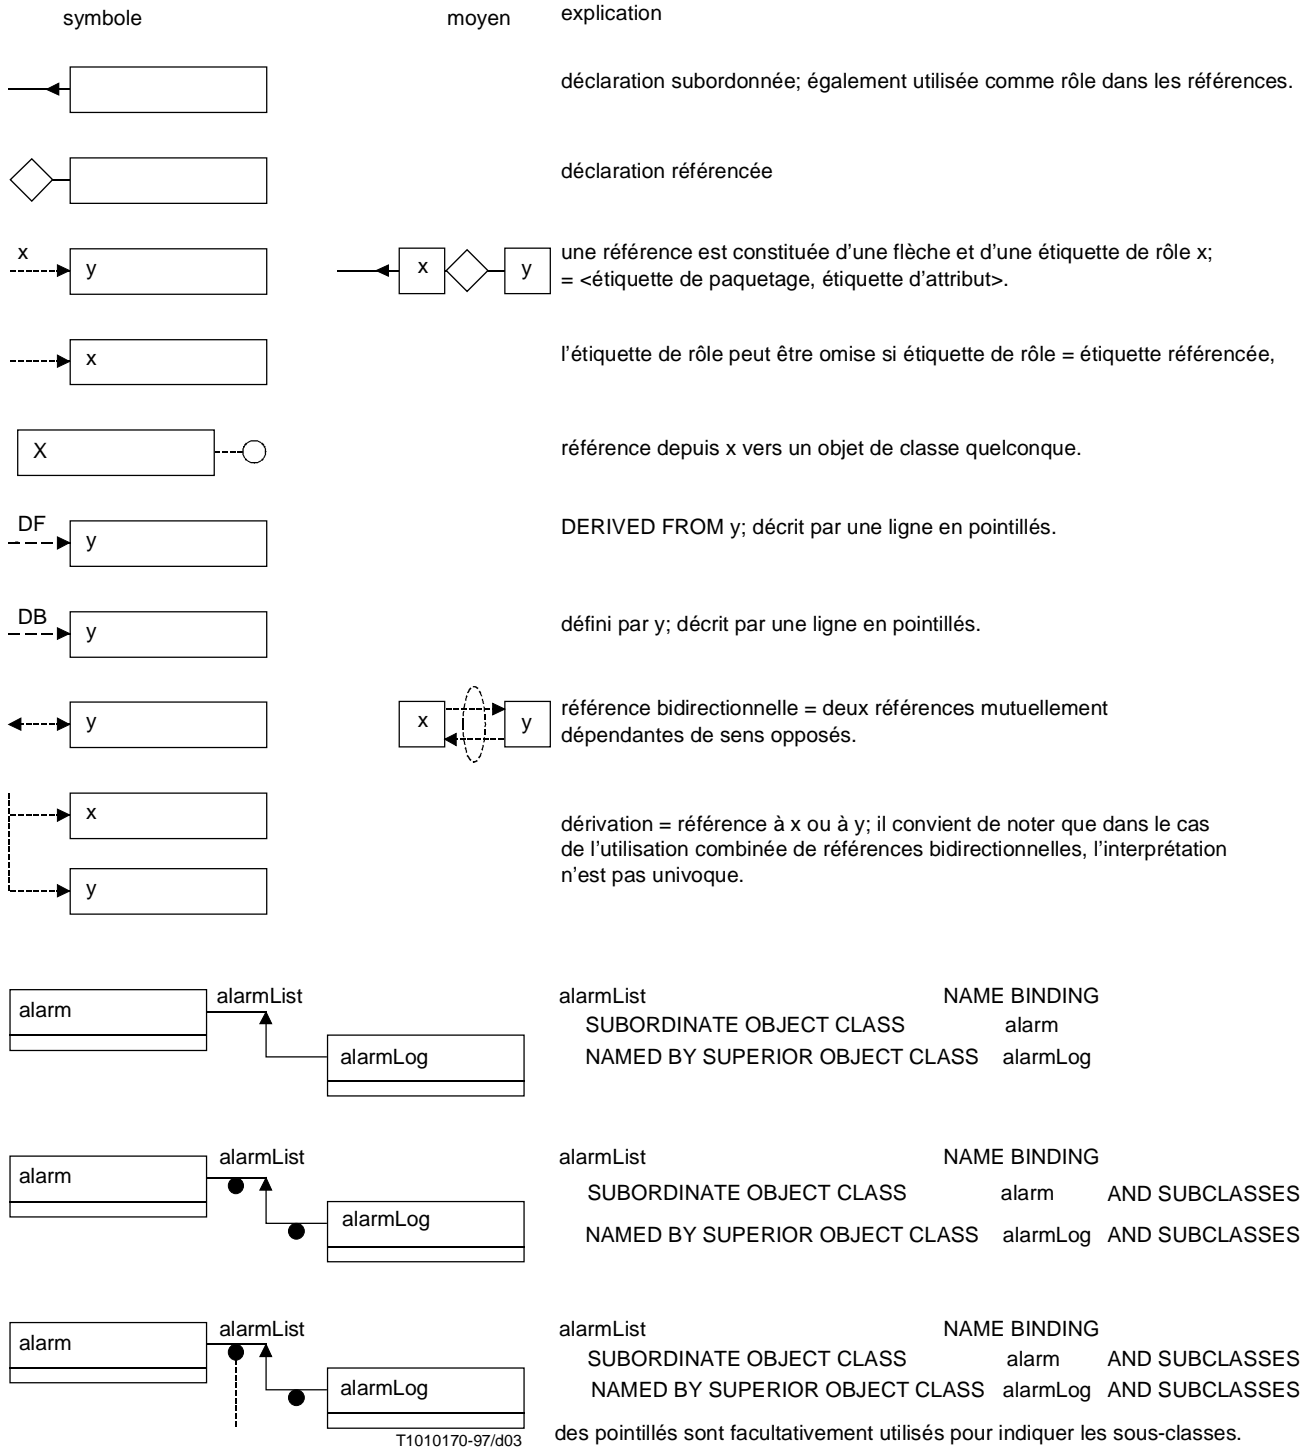 symbole moyen explication
déclaration subordonnée; également utilisée comme rôle dans les références.
déclaration référencée
x
y
x y
une référence est constituée d'une flèche et d'une étiquette de rôle x;
= <étiquette de paquetage, étiquette d'attribut>.
x
l'étiquette de rôle peut être omise si étiquette de rôle = étiquette référencée,
X
référence depuis x vers un objet de classe quelconque.
DF
y
DERIVED FROM y; décrit par une ligne en pointillés.
DB
y
défini par y; décrit par une ligne en pointillés.
y
x y
référence bidirectionnelle = deux références mutuellement
dépendantes de sens opposés.
x
y
dérivation = référence à x ou à y; il convient de noter que dans le cas
de l'utilisation combinée de références bidirectionnelles, l'interprétation
n'est pas univoque.
alarm
alarmList
alarmLog
alarmList NAME BINDING
SUBORDINATE OBJECT CLASS alarm
NAMED BY SUPERIOR OBJECT CLASS alarmLog
alarm
alarmList
alarmLog
alarmList NAME BINDING
SUBORDINATE OBJECT CLASS alarm AND SUBCLASSES
NAMED BY SUPERIOR OBJECT CLASS alarmLog AND SUBCLASSES
alarm
alarmList
alarmLog
alarmList NAME BINDING
SUBORDINATE OBJECT CLASS alarm AND SUBCLASSES
NAMED BY SUPERIOR OBJECT CLASS alarmLog AND SUBCLASSES
T1010170-97/d03
des pointillés sont facultativement utilisés pour indiquer les sous-classes.